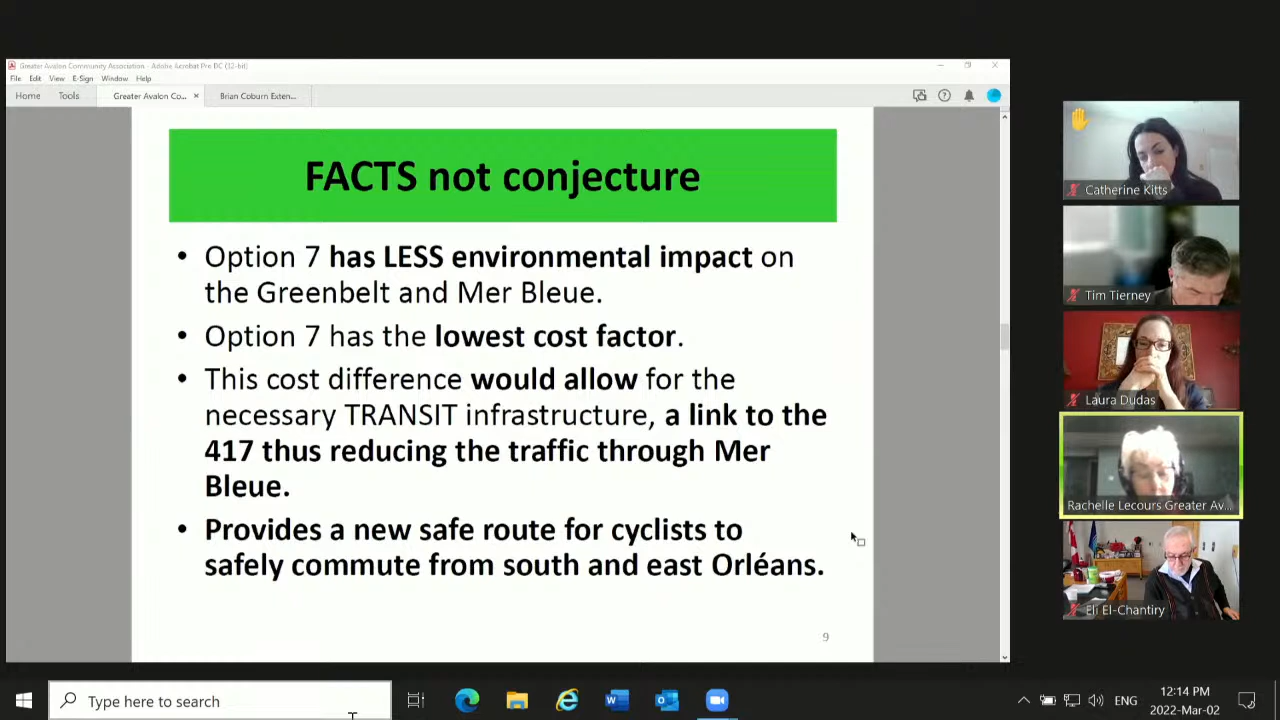 Greater Avalon Community Association - Adobe Acrobat Pro DC (32-bit)
File Edit View E-Sign Window Help
Home Tools Greater Avalon Co... × Brian Coburn Exten...
FACTS not conjecture
• Option 7 has LESS environmental impact on
the Greenbelt and Mer Bleue.
• Option 7 has the lowest cost factor.
• This cost difference would allow for the
necessary TRANSIT infrastructure, a link to the
417 thus reducing the traffic through Mer
Bleue.
• Provides a new safe route for cyclists to
safely commute from south and east Orléans.
9
Catherine Kitts
Tim Tierney
Laura Dudas
Rachelle Lecours Greater Av...
Eli El-Chantiry
Type here to search
ENG
12:14 PM
2022-Mar-02